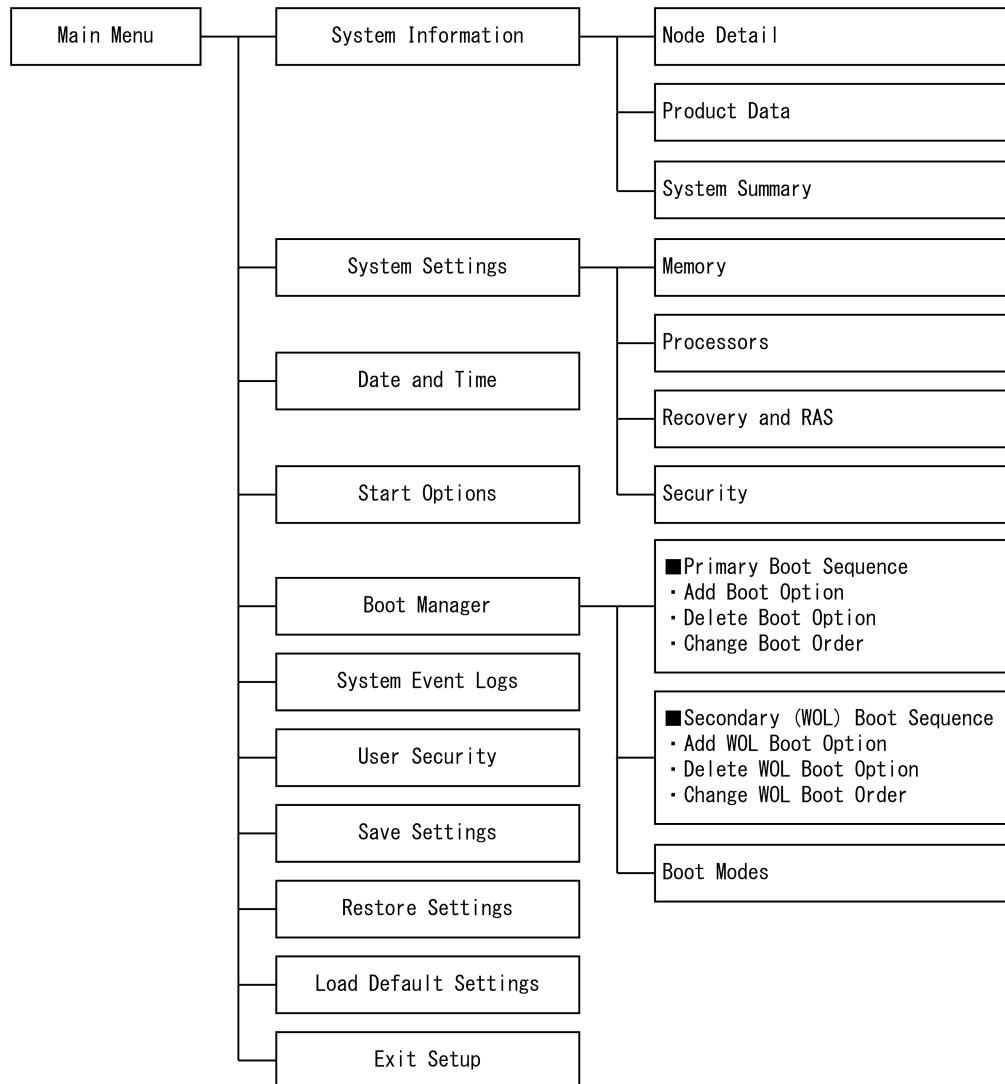 Main Menu
System Information
Node Detail
Product Data
System Summary
System Settings
Memory
Processors
Recovery and RAS
Security
Date and Time
Start Options
Boot Manager
■Primary Boot Sequence
・Add Boot Option
・Delete Boot Option
・Change Boot Order
■Secondary (WOL) Boot Sequence
・Add WOL Boot Option
・Delete WOL Boot Option
・Change WOL Boot Order
Boot Modes
System Event Logs
User Security
Save Settings
Restore Settings
Load Default Settings
Exit Setup